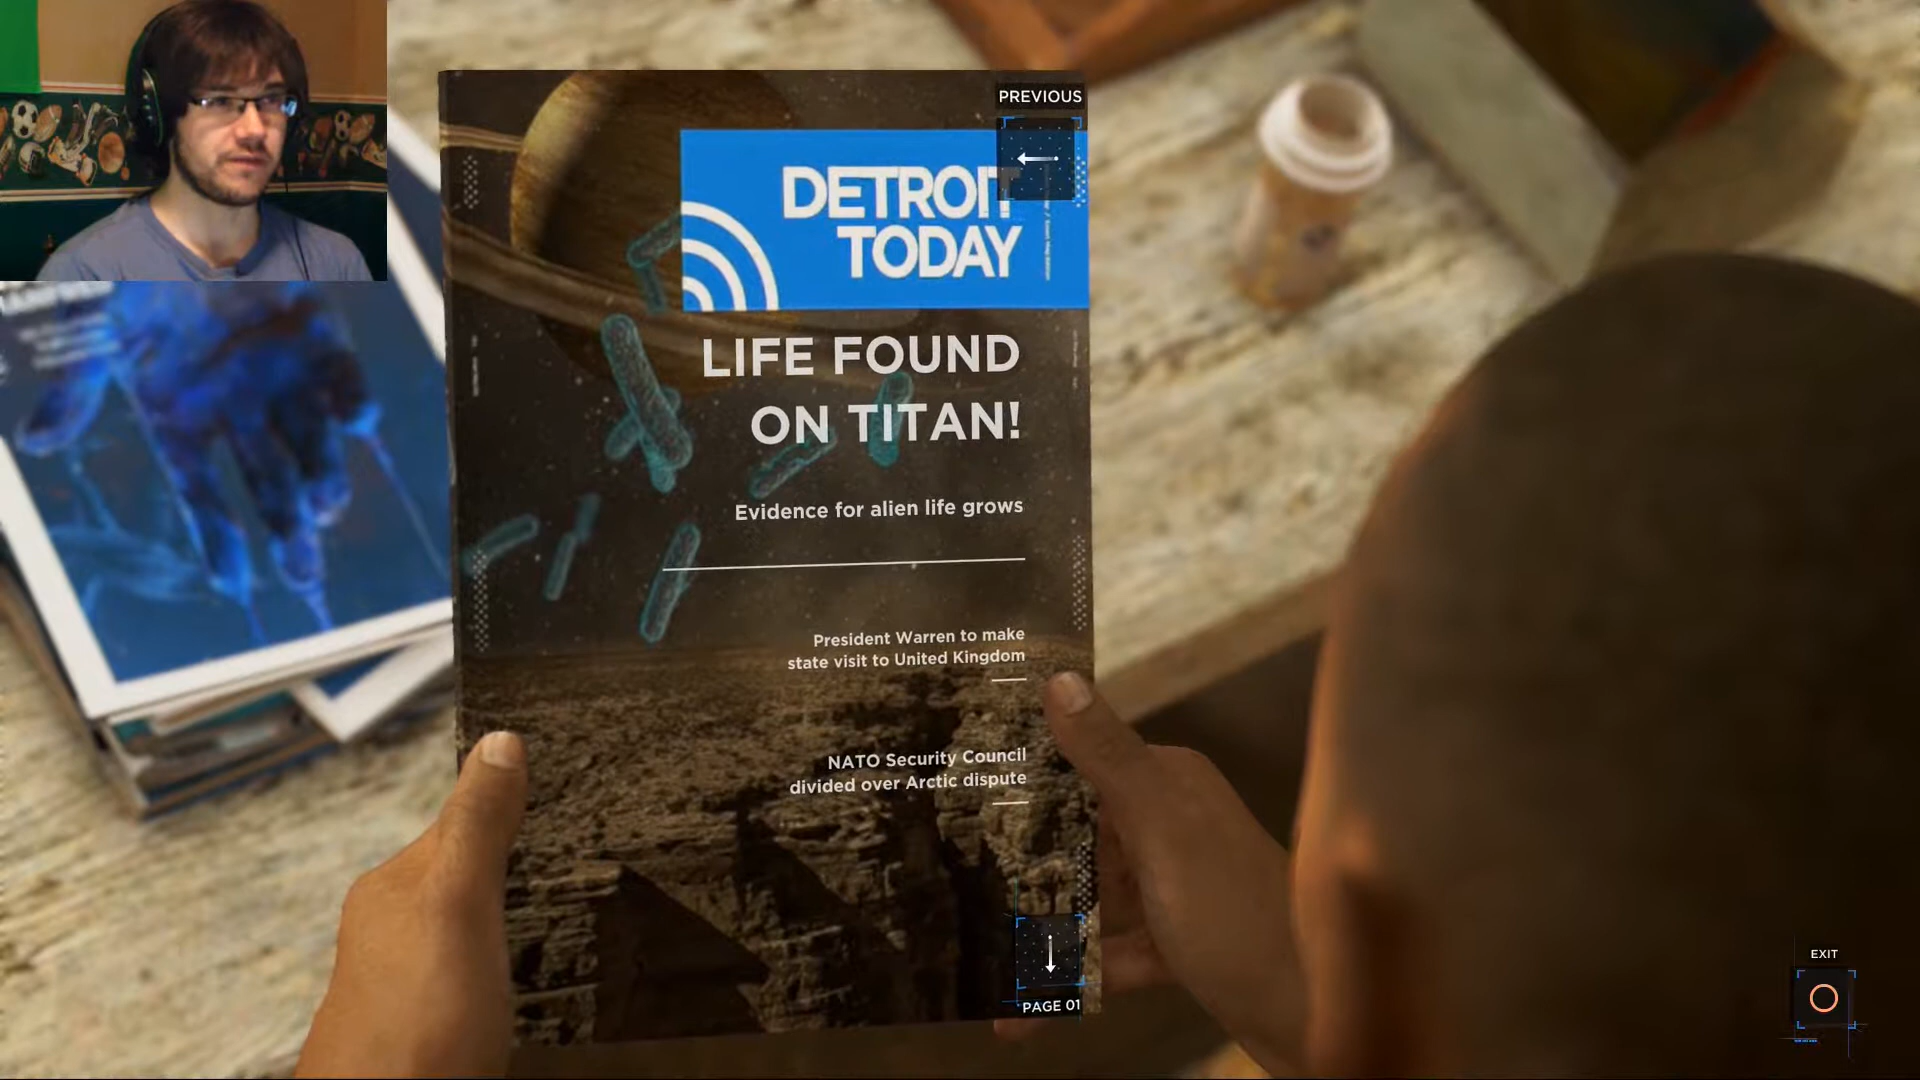 PREVIOUS
DETROIT
TODAY
LIFE FOUND
ON TITAN!
Evidence for alien life grows
President Warren to make
state visit to United Kingdom
NATO Security Council
divided over Arctic dispute
PAGE 01
EXIT